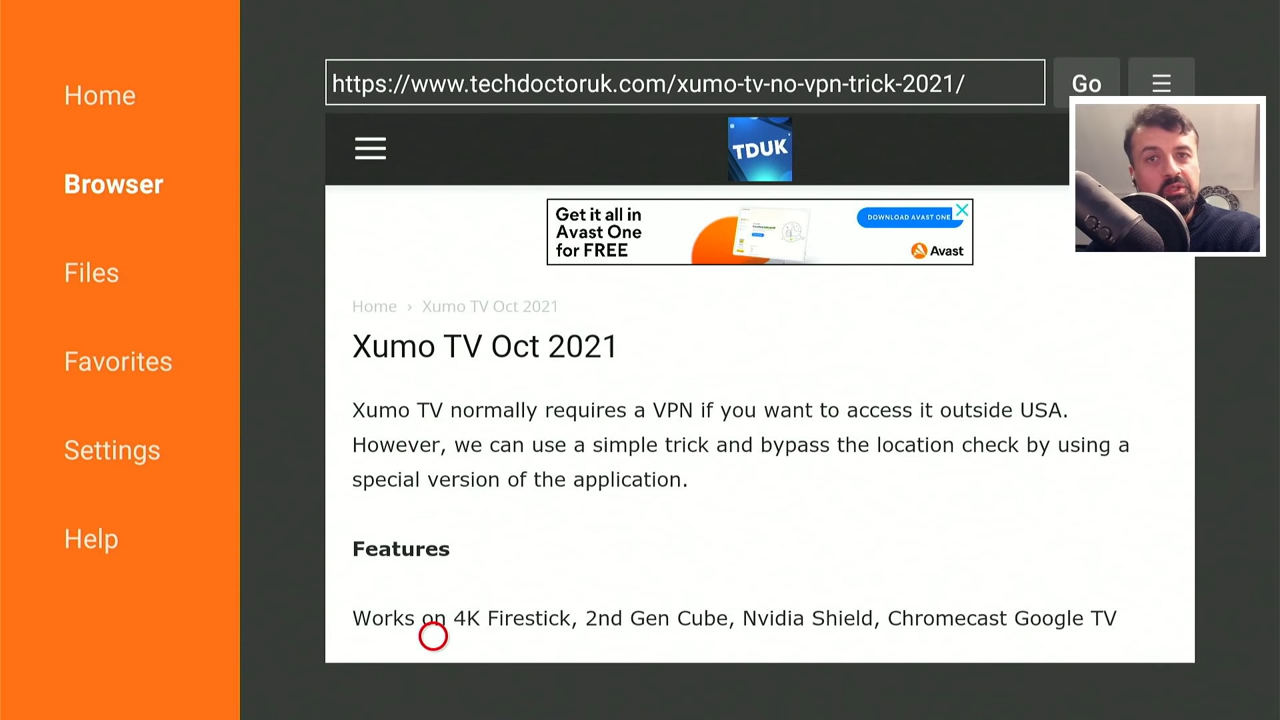 Home
Browser
Files
Favorites
Settings
Help
https://www.techdoctoruk.com/xumo-tv-no-vpn-trick-2021/
Go
TDUK
Get it all in
Avast One
for FREE
DOWNLOAD AVAST ONE
Avast
Home › Xumo TV Oct 2021
Xumo TV Oct 2021
Xumo TV normally requires a VPN if you want to access it outside USA.
However, we can use a simple trick and bypass the location check by using a
special version of the application.
Features
Works on 4K Firestick, 2nd Gen Cube, Nvidia Shield, Chromecast Google TV